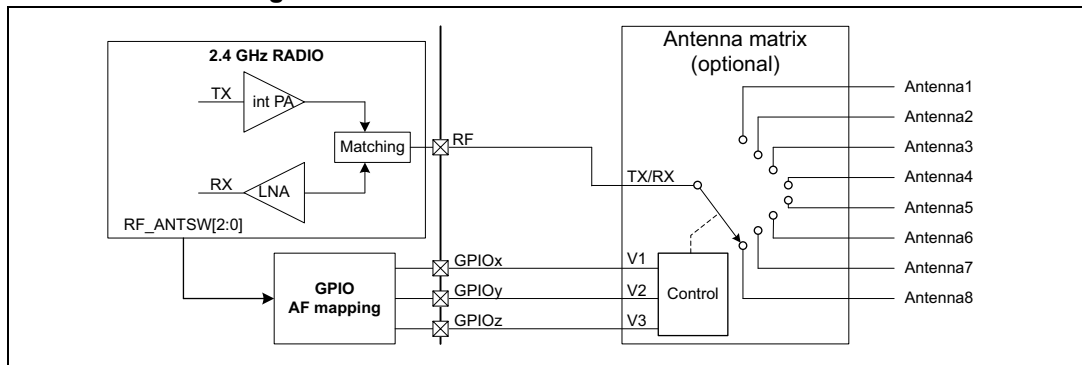 2.4 GHz RADIO
TX
int PA
Matching
RX
LNA
RF_ANTSW[2:0]
GPIO
AF mapping
RF
GPIOx
GPIOy
GPIOz
Antenna matrix
(optional)
TX/RX
V1
V2
V3
Control
Antenna1
Antenna2
Antenna3
Antenna4
Antenna5
Antenna6
Antenna7
Antenna8